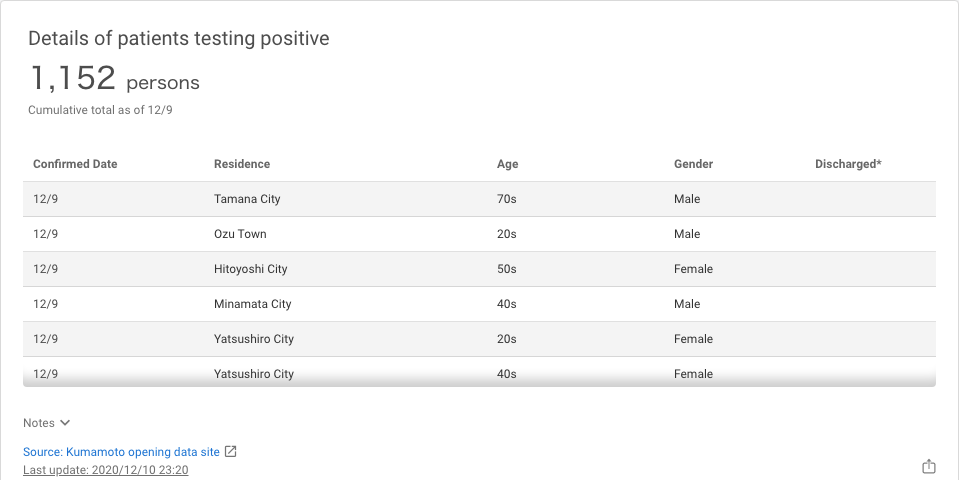 Details of patients testing positive
1,152 persons
Cumulative total as of 12/9
Confirmed Date Residence Age Gender Discharged*
12/9 Tamana City 70s Male
12/9 Ozu Town 20s Male
12/9 Hitoyoshi City 50s Female
12/9 Minamata City 40s Male
12/9 Yatsushiro City 20s Female
12/9 Yatsushiro City 40s Female
Notes
Source: Kumamoto opening data site
Last update: 2020/12/10 23:20